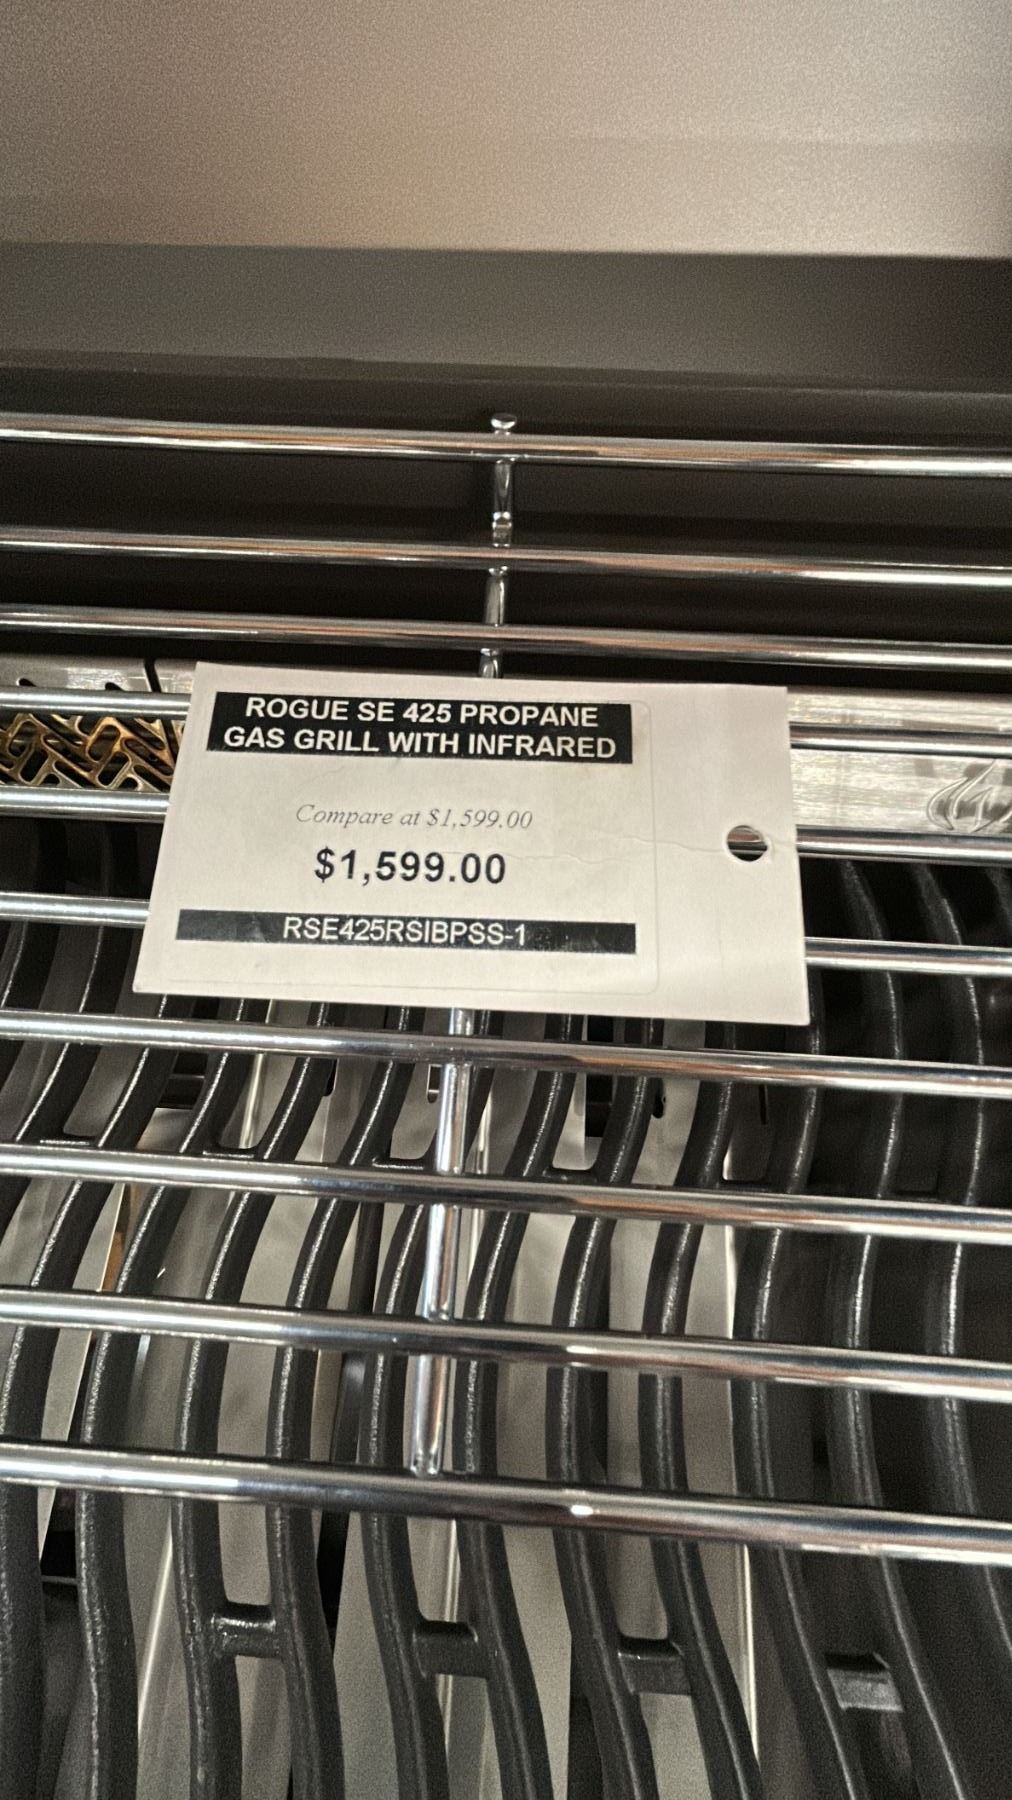 ROGUE SE 425 PROPANE
GAS GRILL WITH INFRARED
Compare at $1,599.00
$1,599.00
RSE425RSIBPSS-1